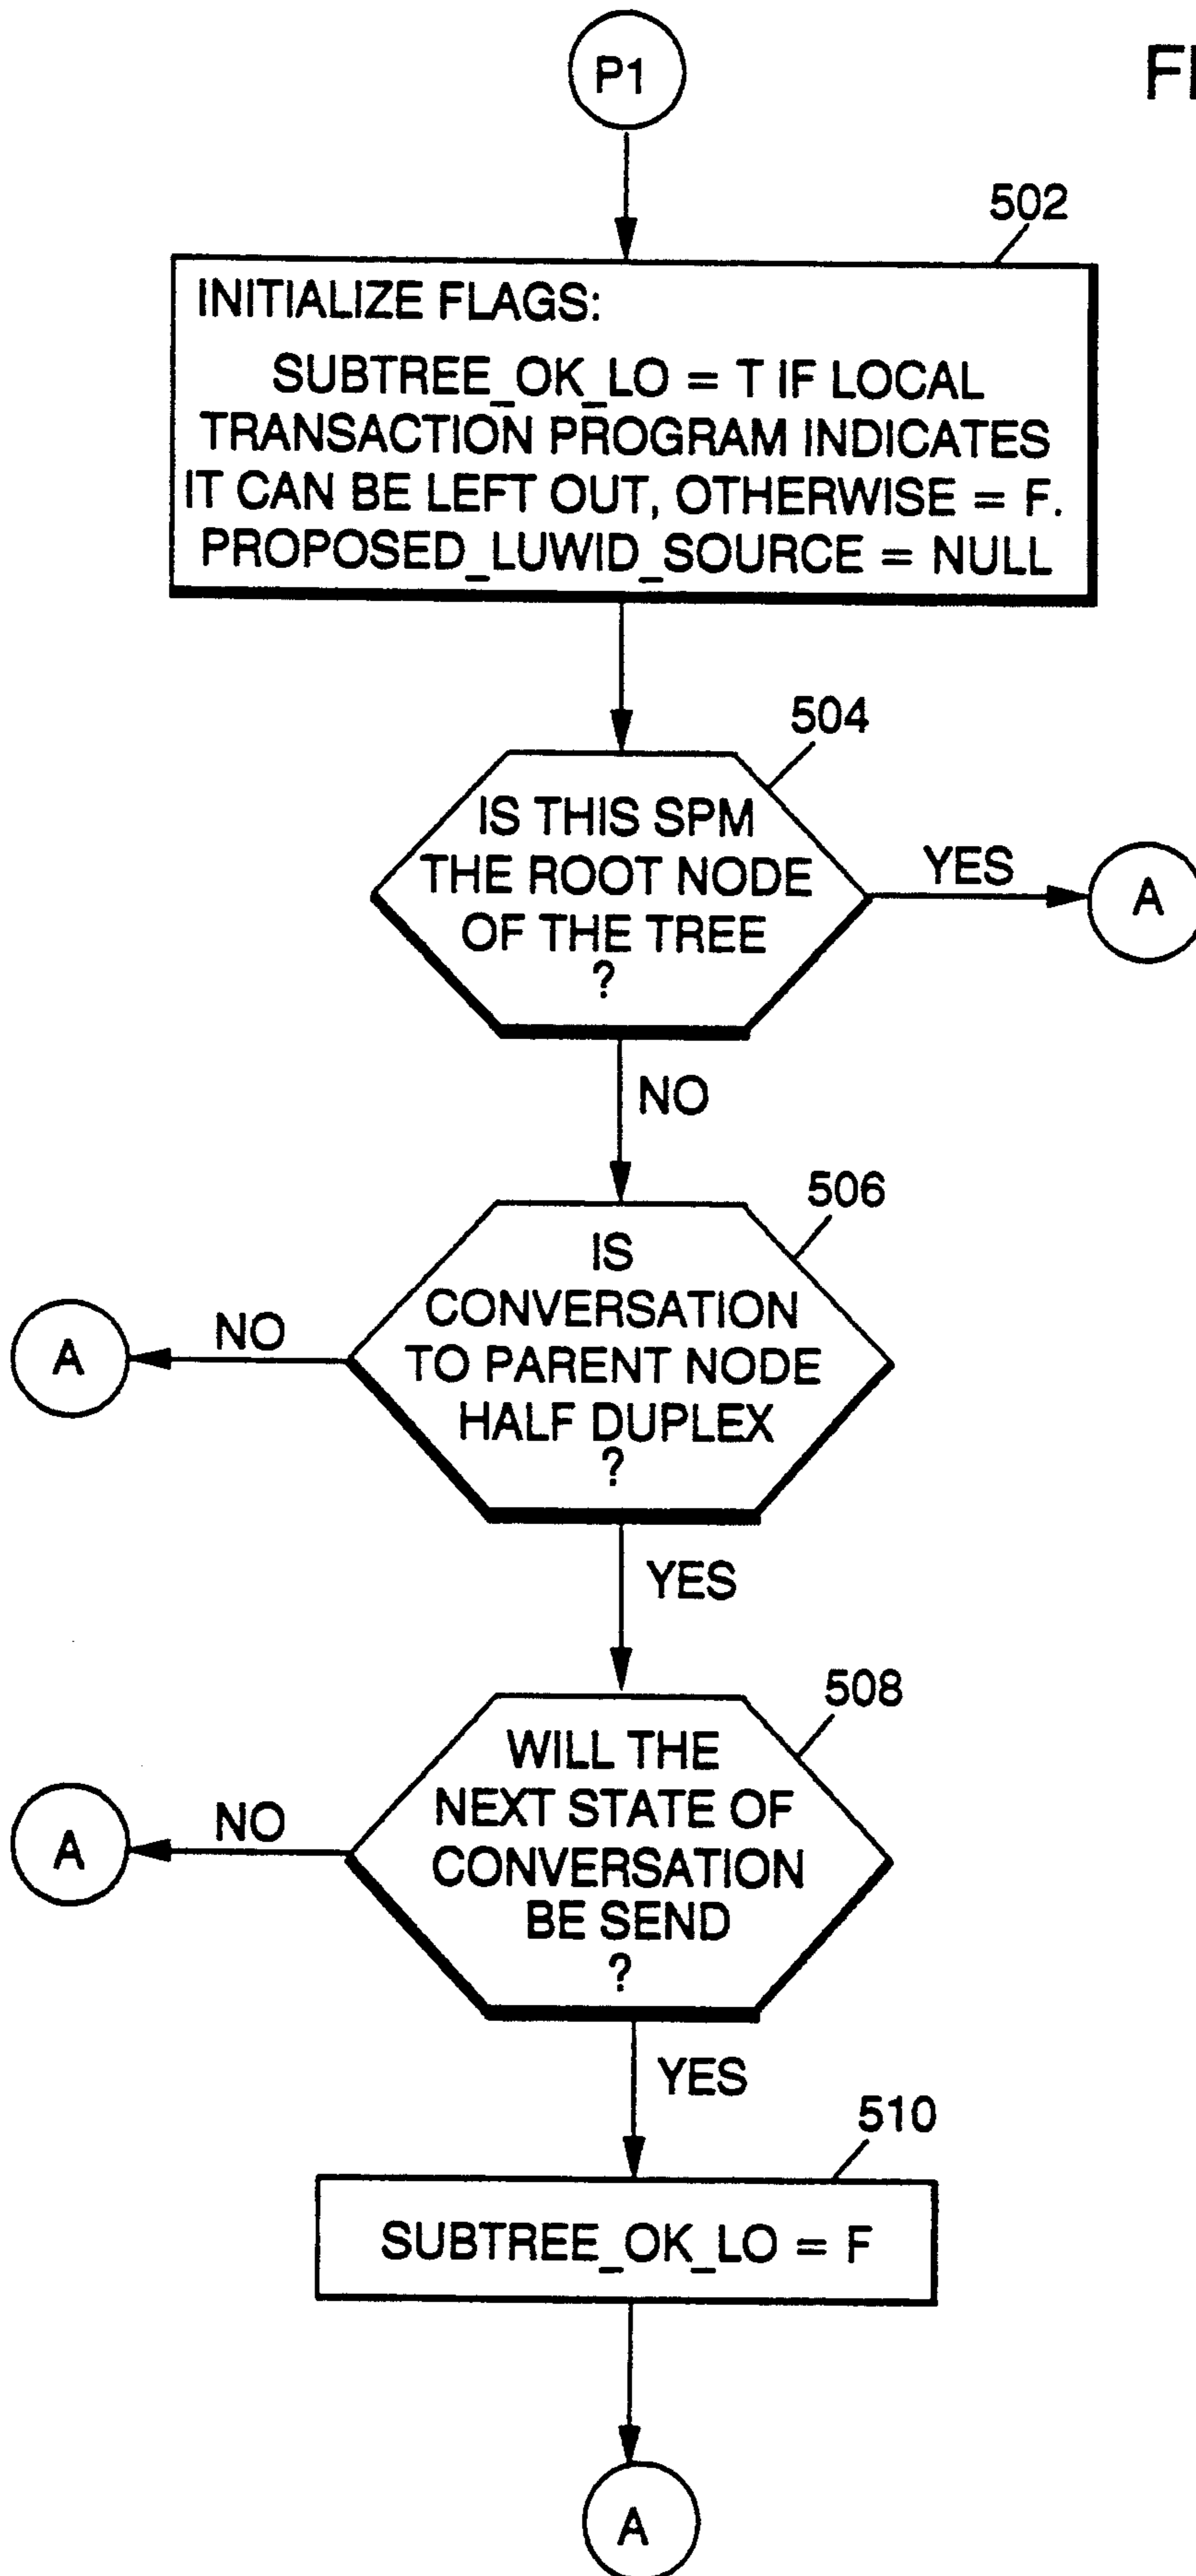 P1
502
INITIALIZE FLAGS:
SUBTREE_OK_LO = T IF LOCAL
TRANSACTION PROGRAM INDICATES
IT CAN BE LEFT OUT, OTHERWISE = F.
PROPOSED_LUWID_SOURCE = NULL
504
IS THIS SPM
THE ROOT NODE
OF THE TREE
?
YES
A
NO
506
IS
CONVERSATION
TO PARENT NODE
HALF DUPLEX
?
NO
A
YES
508
WILL THE
NEXT STATE OF
CONVERSATION
BE SEND
?
NO
A
YES
510
SUBTREE_OK_LO = F
A